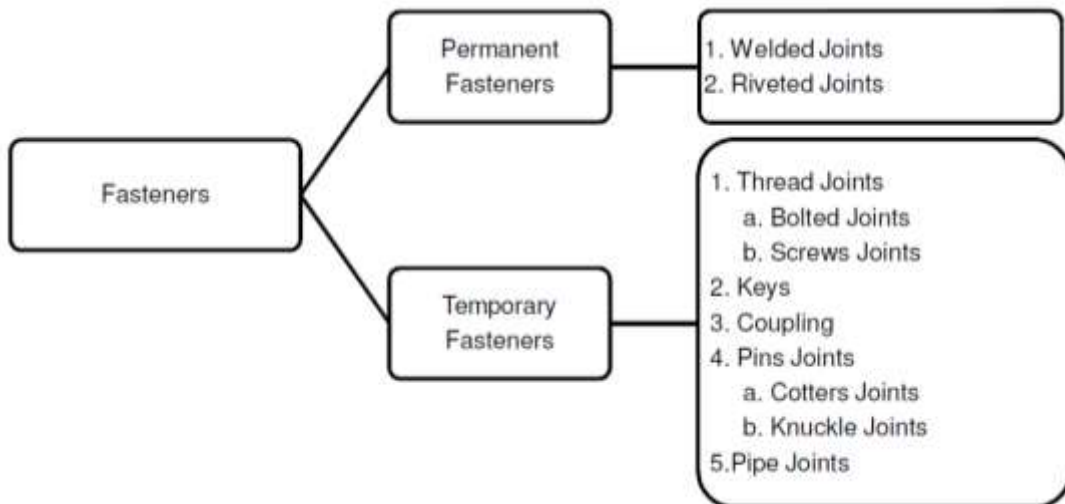 Fasteners
Permanent
Fasteners
1. Welded Joints
2. Riveted Joints
Temporary
Fasteners
1. Thread Joints
a. Bolted Joints
b. Screws Joints
2. Keys
3. Coupling
4. Pins Joints
a. Cotters Joints
b. Knuckle Joints
5.Pipe Joints